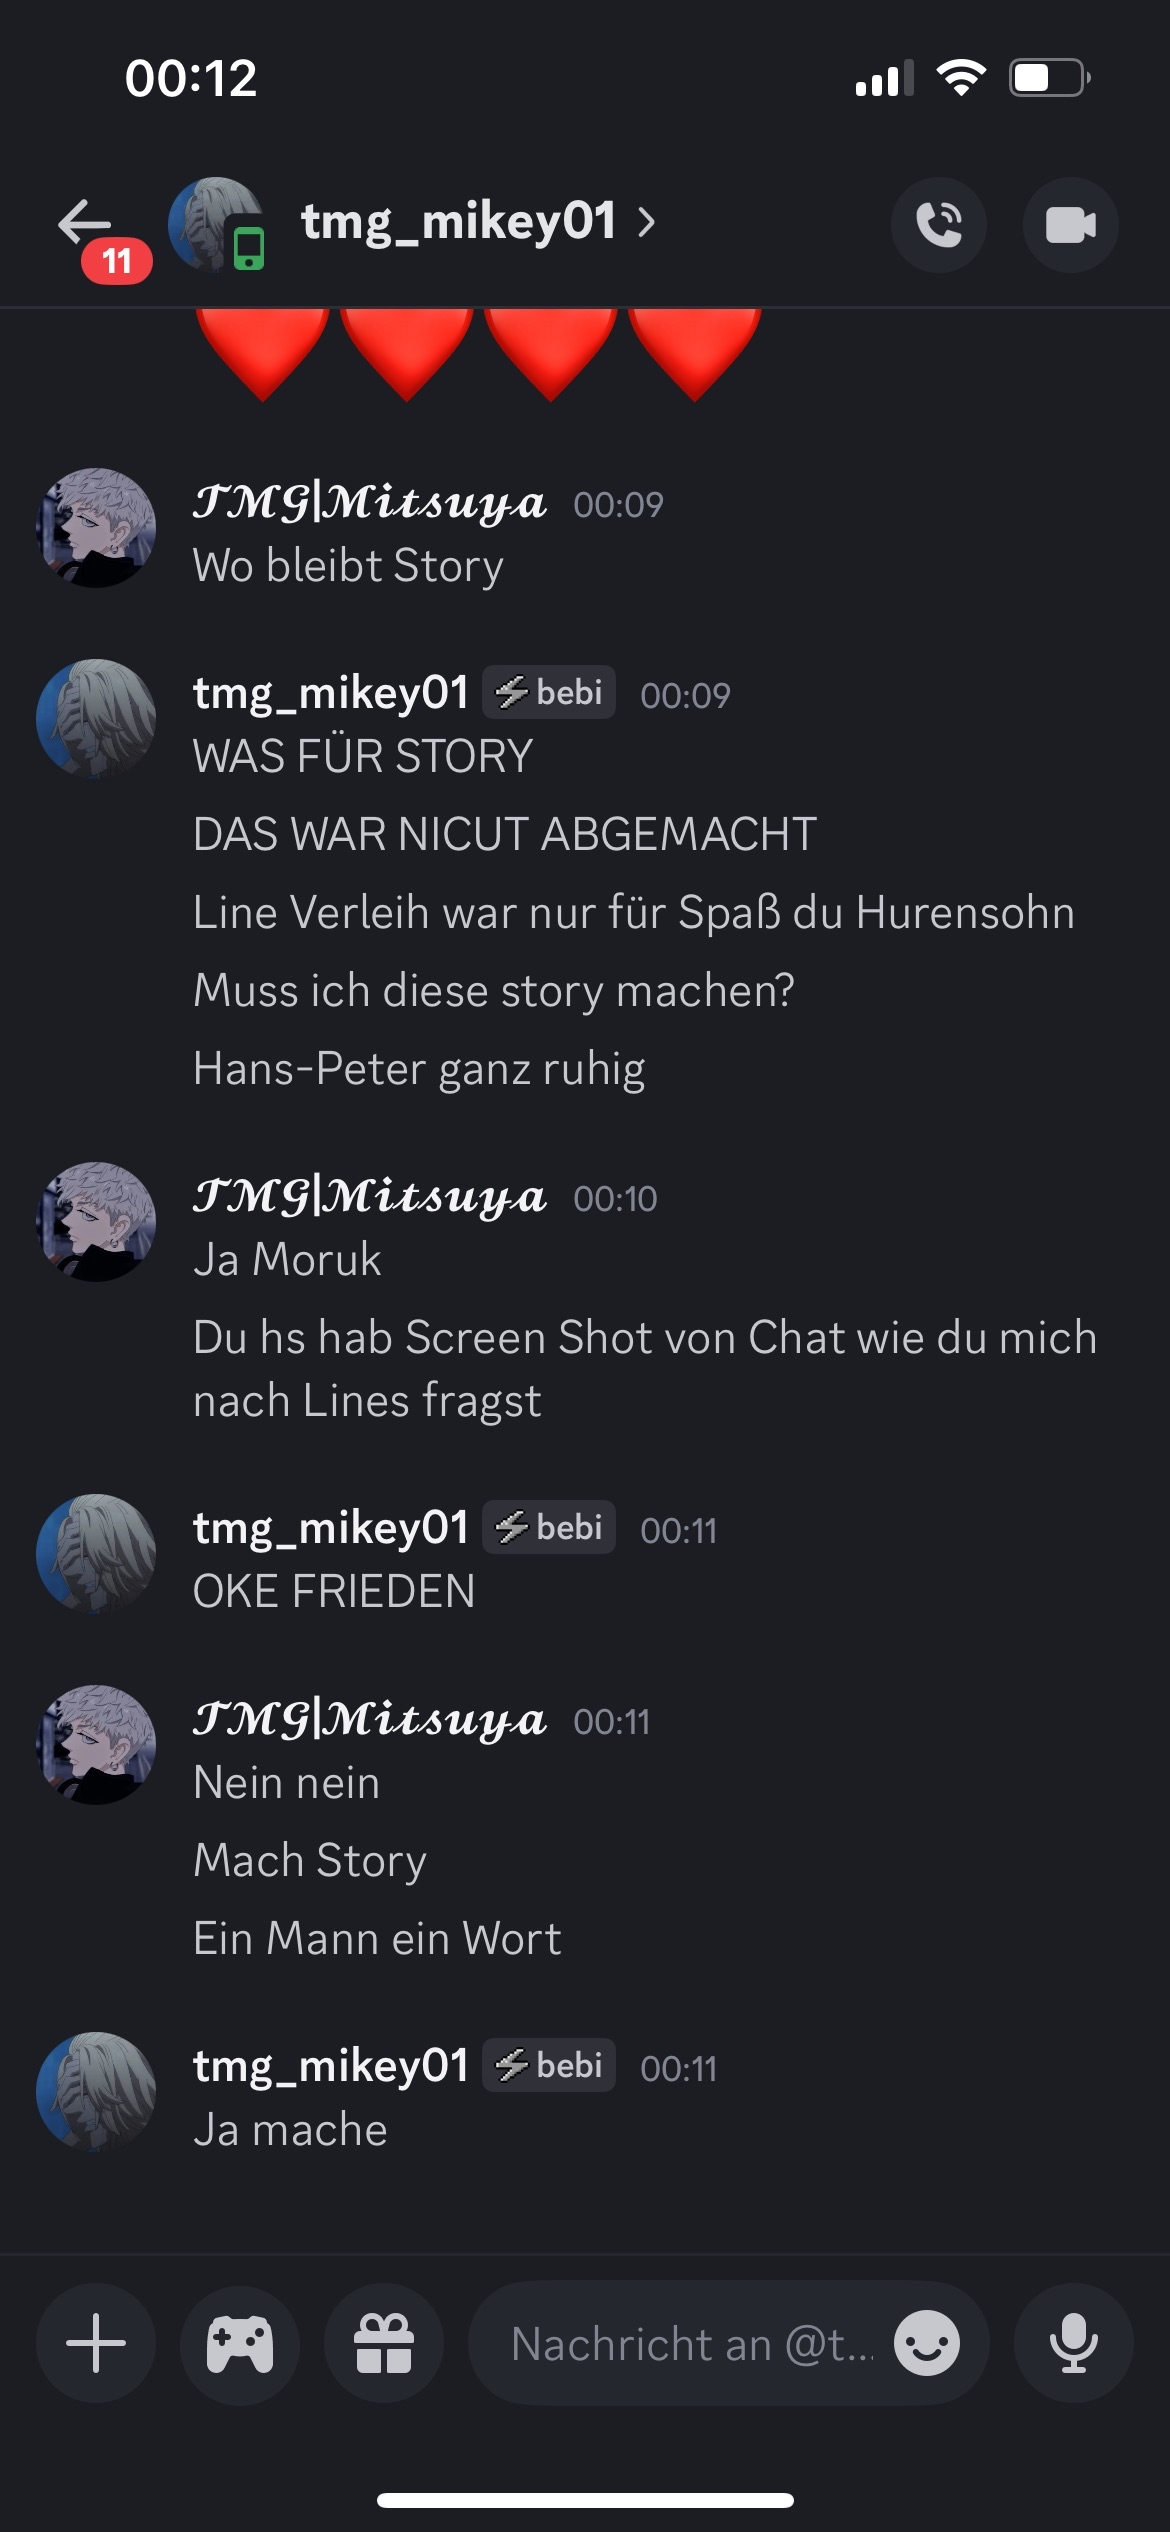 00:12
11
tmg_mikey01
𝒯ℳ𝒢|ℳ𝒾𝓉𝓈𝓊𝓎𝒶 00:09
Wo bleibt Story
tmg_mikey01 bebi 00:09
WAS FÜR STORY
DAS WAR NICUT ABGEMACHT
Line Verleih war nur für Spaß du Hurensohn
Muss ich diese story machen?
Hans-Peter ganz ruhig
𝒯ℳ𝒢|ℳ𝒾𝓉𝓈𝓊𝓎𝒶 00:10
Ja Moruk
Du hs hab Screen Shot von Chat wie du mich
nach Lines fragst
tmg_mikey01 bebi 00:11
OKE FRIEDEN
𝒯ℳ𝒢|ℳ𝒾𝓉𝓈𝓊𝓎𝒶 00:11
Nein nein
Mach Story
Ein Mann ein Wort
tmg_mikey01 bebi 00:11
Ja mache
Nachricht an @t...